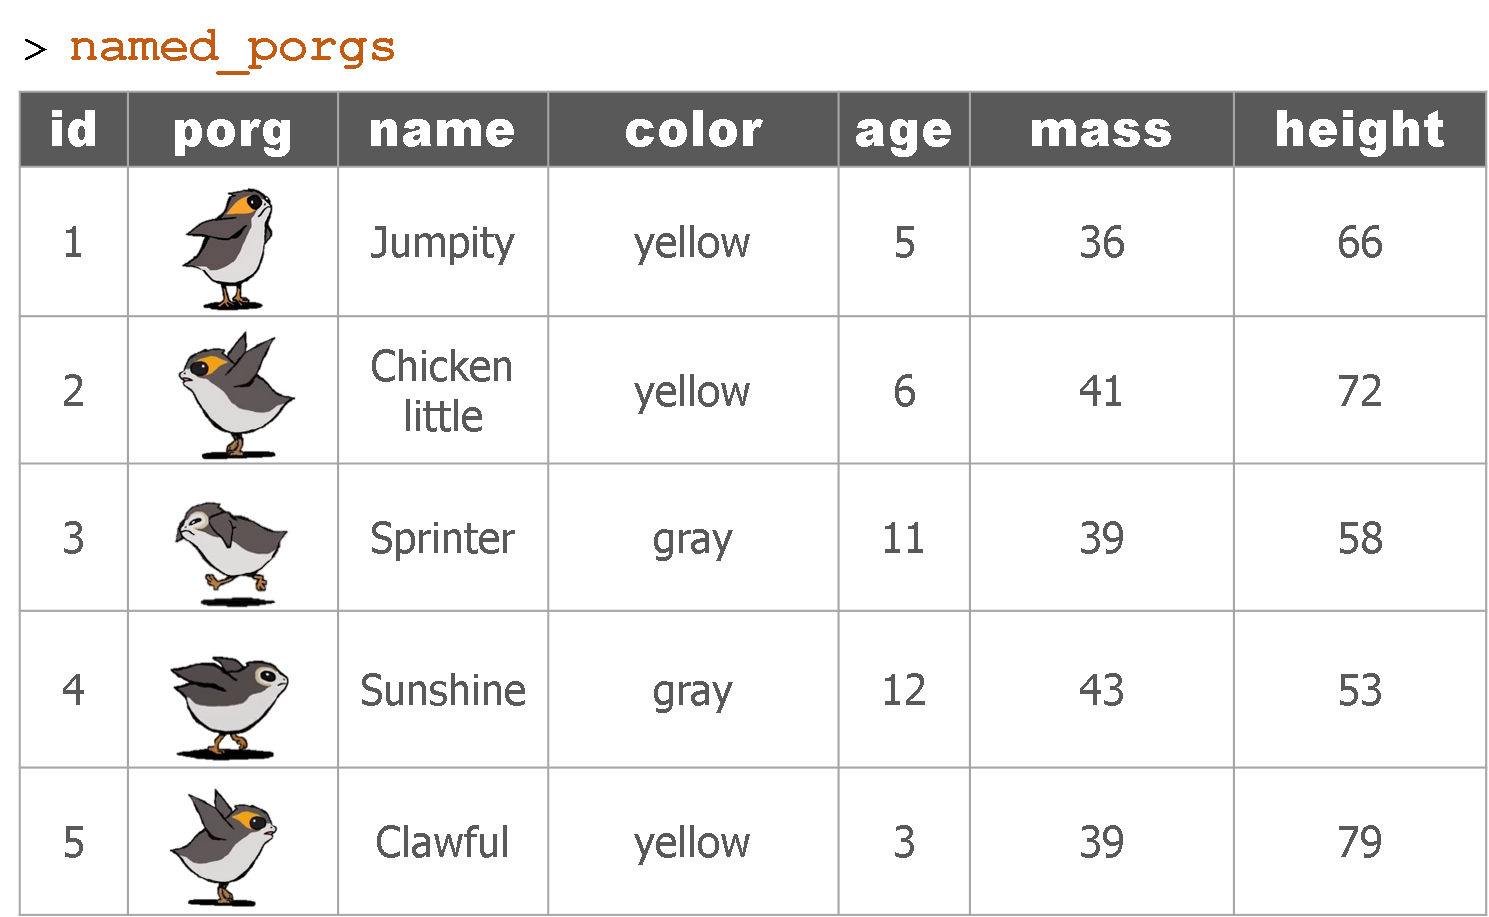 > named_porgs
id porg name color age mass height
1 Jumpity yellow 5 36 66
2 Chicken little yellow 6 41 72
3 Sprinter gray 11 39 58
4 Sunshine gray 12 43 53
5 Clawful yellow 3 39 79